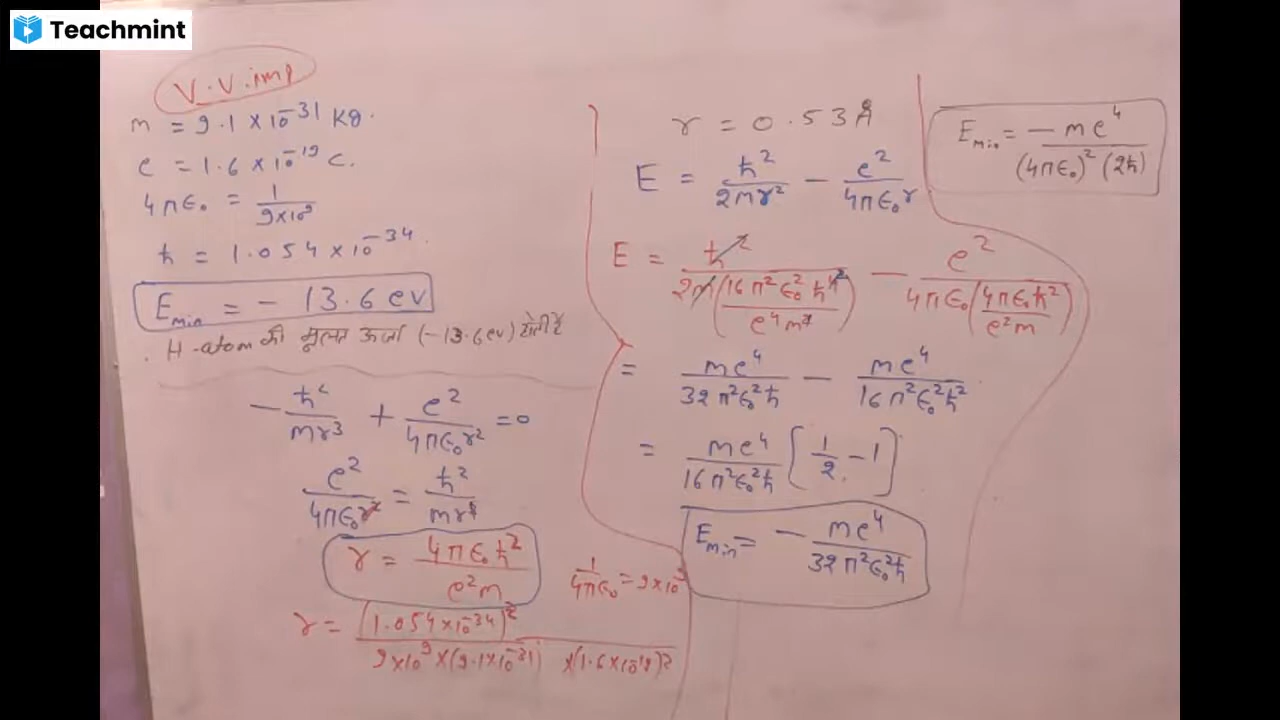 Teachmint
V.V.imp
m = 9.1 × 10⁻³¹ Kg.
e = 1.6 × 10⁻¹⁹ C.
4πϵ₀ = 1/9×10⁹
ħ = 1.054 × 10⁻³⁴.
E_min = - 13.6 ev
H-atom की मूलतम ऊर्जा (-13.6 ev) होती है
- ħ²/mr³ + e²/4πϵ₀r² = 0
e²/4πϵ₀r² = ħ²/mr³
r = 4πϵ₀ħ²/e²m
1/4πϵ₀ = 9×10⁹
r = (1.054×10⁻³⁴)²/9×10⁹×(9.1×10⁻³¹) ×(1.6×10⁻¹⁹)²
r = 0.53Å
E = ħ²/2mr² - e²/4πϵ₀r
E = ħ²/2m(16π²ϵ₀²ħ⁴/e⁴m²) - e²/4πϵ₀(4πϵ₀ħ²/e²m)
= me⁴/32π²ϵ₀²ħ - me⁴/16π²ϵ₀²ħ²
= me⁴/16π²ϵ₀²ħ [1/2 - 1]
E_min = - me⁴/32π²ϵ₀²ħ
E_min = -me⁴/(4πϵ₀)²(2ħ)